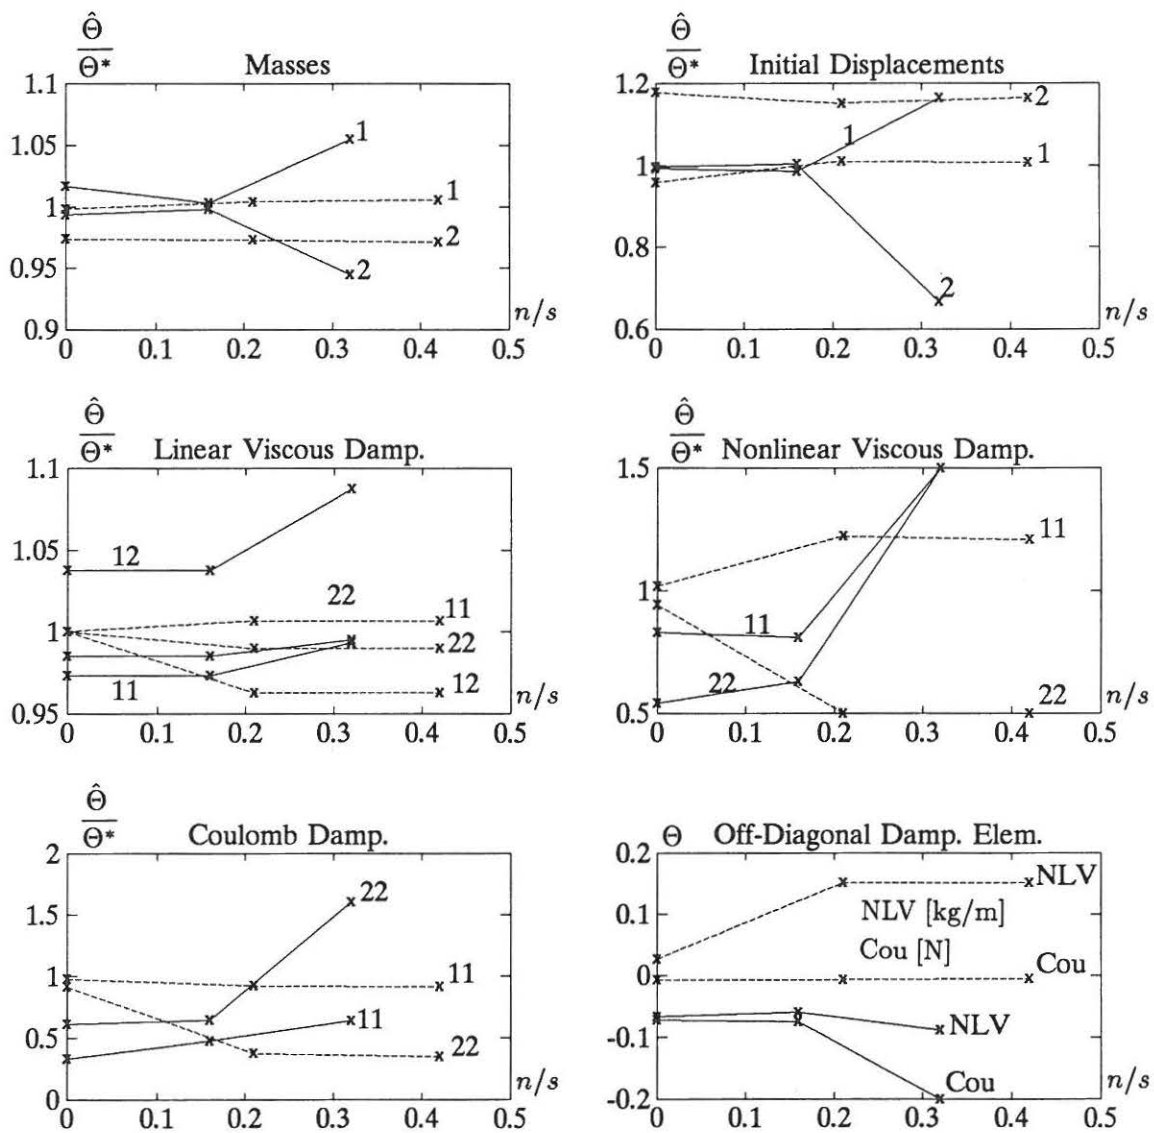 Θ̂
Θ*
Masses
1.1
1.05
1
0.95
0.9
1
1
2
2
n/s
0 0.1 0.2 0.3 0.4 0.5
Θ̂
Θ*
Initial Displacements
1.2
1
0.8
0.6
2
1
1
2
n/s
0 0.1 0.2 0.3 0.4 0.5
Θ̂
Θ*
Linear Viscous Damp.
1.1
1.05
1
0.95
12
22
11
22
11
12
n/s
0 0.1 0.2 0.3 0.4 0.5
Θ̂
Θ*
Nonlinear Viscous Damp.
1.5
1
0.5
11
11
22
22
n/s
0 0.1 0.2 0.3 0.4 0.5
Θ̂
Θ*
Coulomb Damp.
2
1.5
1
0.5
0
22
11
11
22
n/s
0 0.1 0.2 0.3 0.4 0.5
Θ
Off-Diagonal Damp. Elem.
0.2
0.1
0
-0.1
-0.2
NLV
NLV [kg/m]
Cou [N]
Cou
NLV
Cou
n/s
0 0.1 0.2 0.3 0.4 0.5